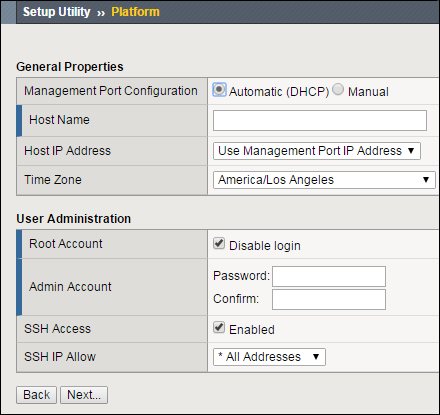 Setup Utility ›› Platform
General Properties
Management Port Configuration Automatic (DHCP) Manual
Host Name
Host IP Address Use Management Port IP Address
Time Zone America/Los Angeles
User Administration
Root Account Disable login
Admin Account
Password:
Confirm:
SSH Access Enabled
SSH IP Allow * All Addresses
Back Next...